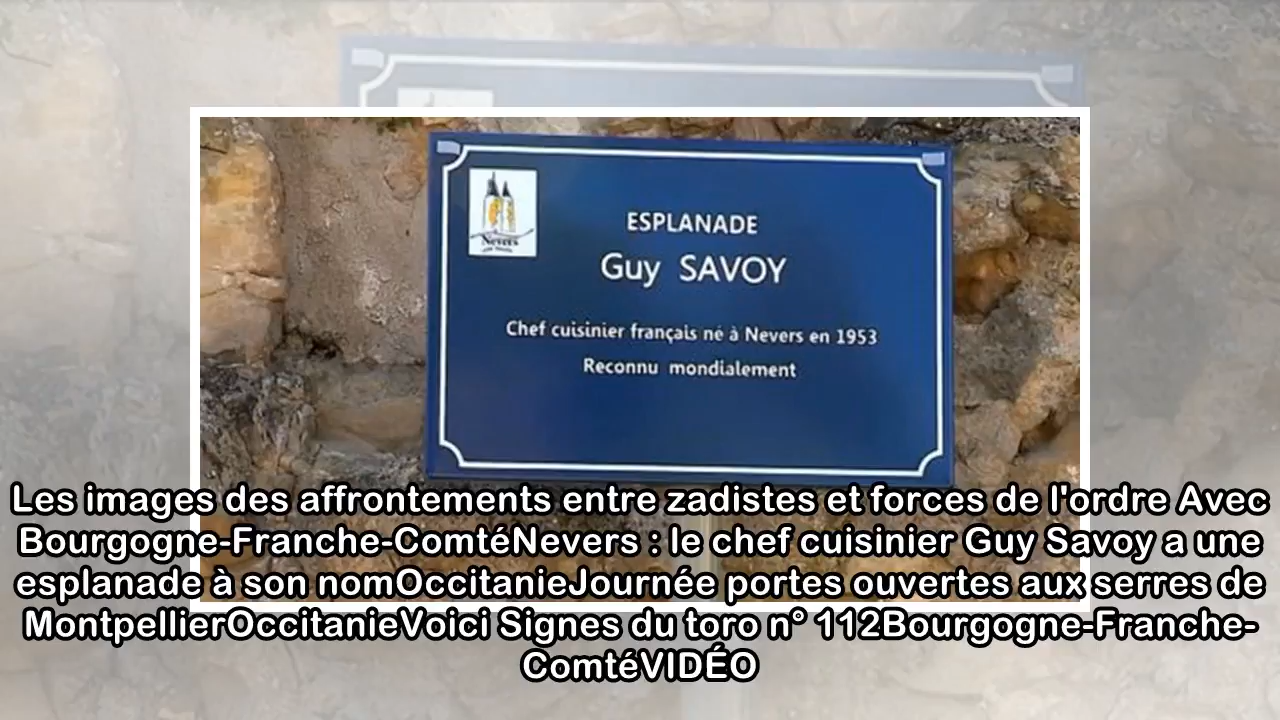 Nevers
ESPLANADE
Guy SAVOY
Chef cuisinier français né à Nevers en 1953
Reconnu mondialement
Les images des affrontements entre zadistes et forces de l'ordre Avec
Bourgogne-Franche-ComtéNevers : le chef cuisinier Guy Savoy a une
esplanade à son nomOccitanieJournée portes ouvertes aux serres de
MontpellierOccitanieVoici Signes du toro n° 112Bourgogne-Franche-
ComtéVIDÉO